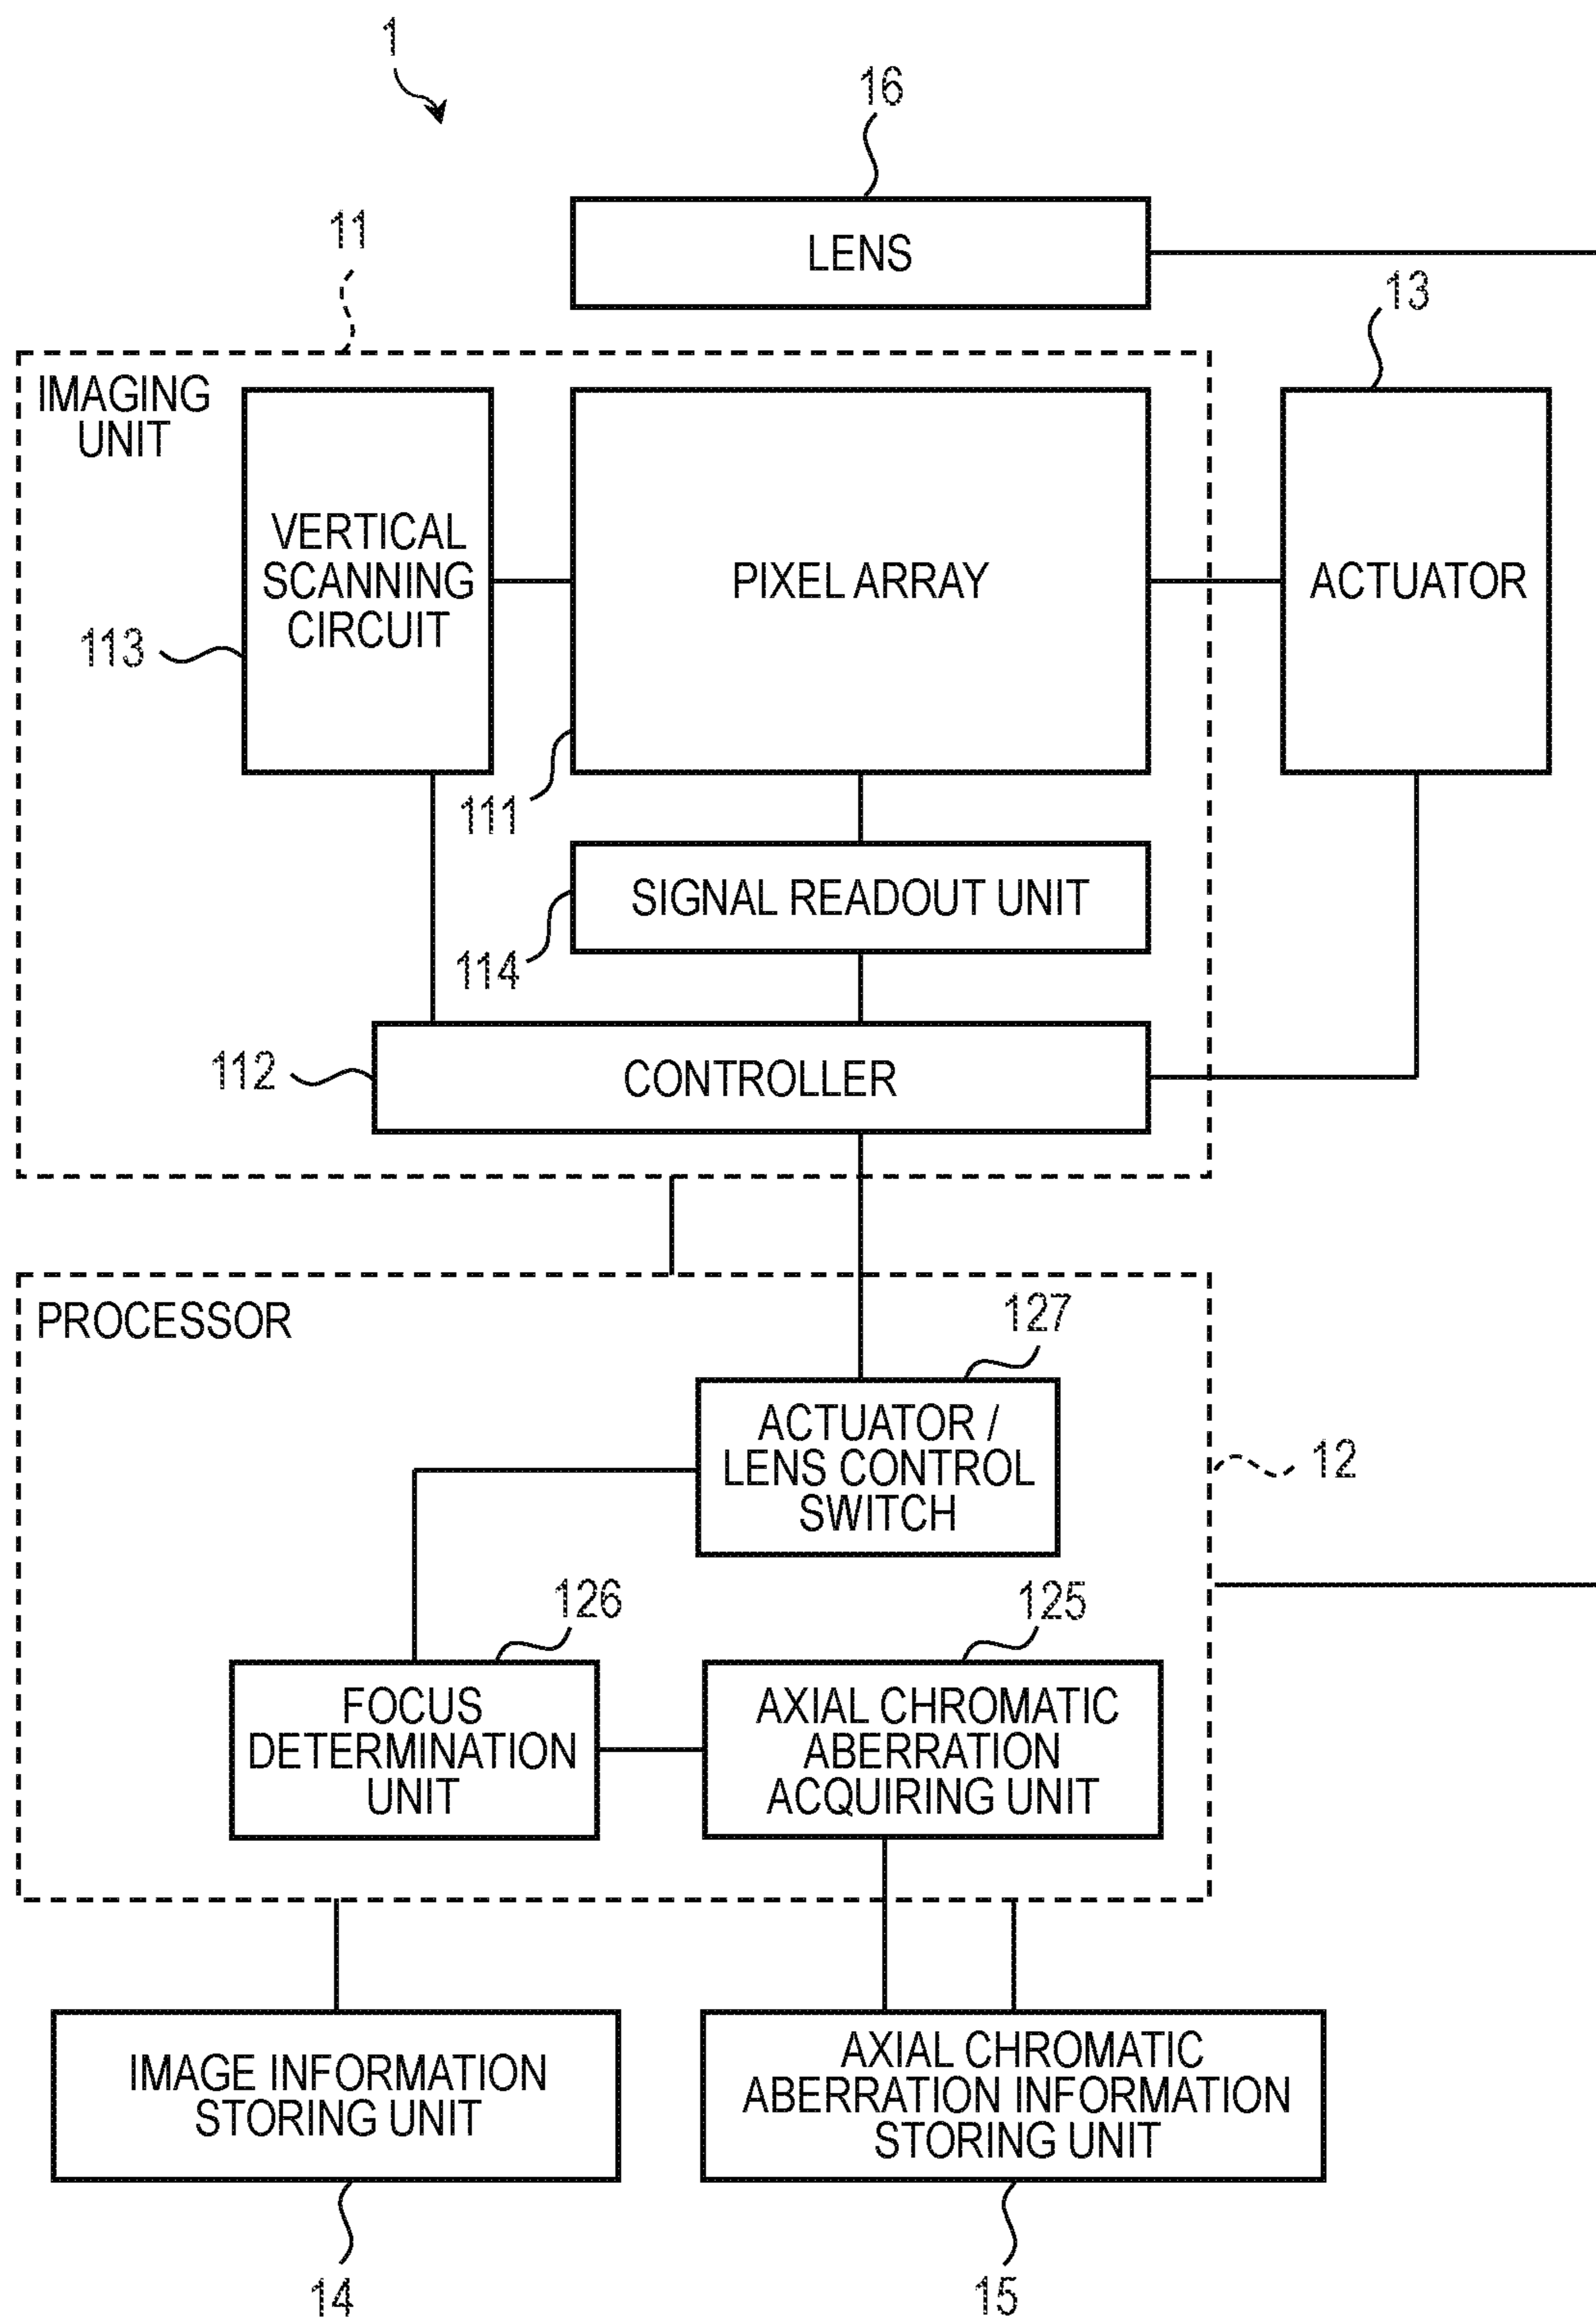 1
16
LENS
11
13
IMAGING
UNIT
VERTICAL
SCANNING
CIRCUIT
PIXEL ARRAY
ACTUATOR
113
111
SIGNAL READOUT UNIT
114
112
CONTROLLER
PROCESSOR
127
ACTUATOR /
LENS CONTROL
SWITCH
12
126
125
FOCUS
DETERMINATION
UNIT
AXIAL CHROMATIC
ABERRATION
ACQUIRING UNIT
IMAGE INFORMATION
STORING UNIT
AXIAL CHROMATIC
ABERRATION INFORMATION
STORING UNIT
14
15